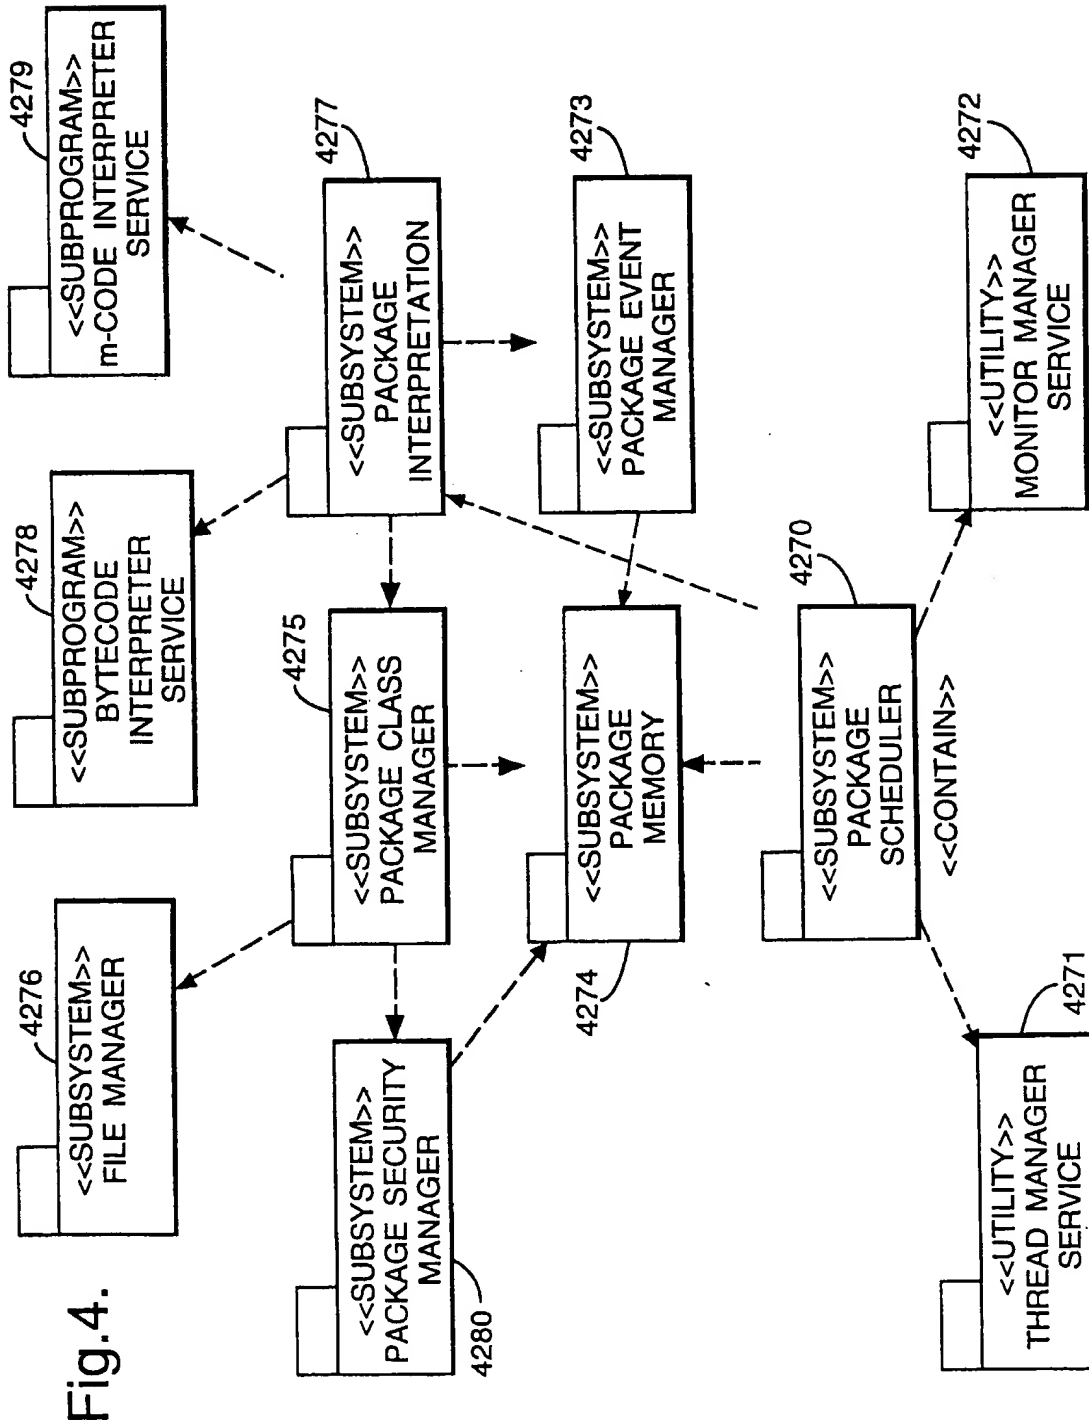 Fig.4.
4276
<<SUBSYSTEM>>
FILE MANAGER
4278
<<SUBPROGRAM>>
BYTECODE
INTERPRETER
SERVICE
4279
<<SUBPROGRAM>>
m-CODE INTERPRETER
SERVICE
<<SUBSYSTEM>>
PACKAGE SECURITY
MANAGER
4280
4275
<<SUBSYSTEM>>
PACKAGE CLASS
MANAGER
<<SUBSYSTEM>>
PACKAGE
INTERPRETATION
4277
<<SUBSYSTEM>>
PACKAGE
MEMORY
4274
<<SUBSYSTEM>>
PACKAGE EVENT
MANAGER
4273
<<SUBSYSTEM>>
PACKAGE
SCHEDULER
4270
<<CONTAIN>>
<<UTILITY>>
THREAD MANAGER
SERVICE
4271
<<UTILITY>>
MONITOR MANAGER
SERVICE
4272